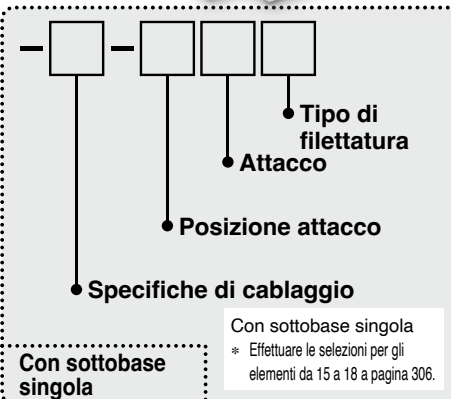 Tipo di
filettatura
Attacco
Posizione attacco
Specifiche di cablaggio
Con sottobase singola
* Effettuare le selezioni per gli
elementi da 15 a 18 a pagina 306.
Con sottobase
singola